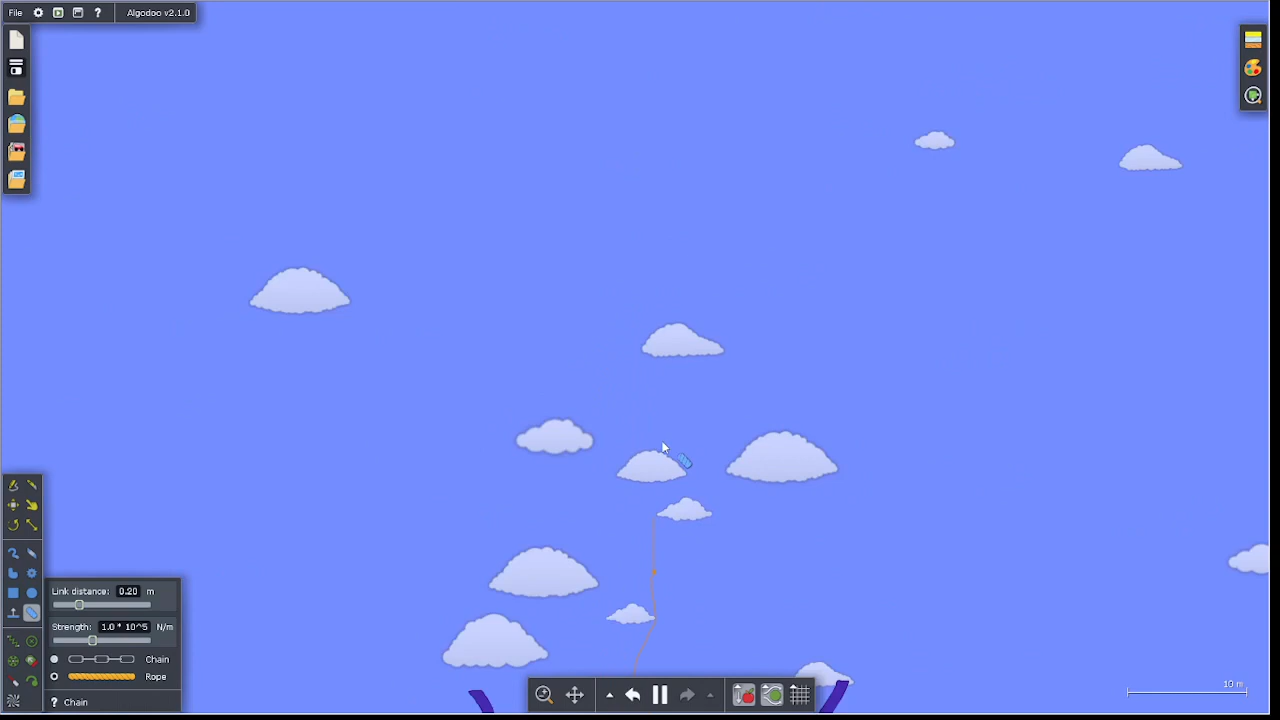 File ? Algodoo v2.1.0
Link distance: 0.20 m
Strength: 1.0 * 10^5 N/m
Chain
Rope
? Chain
10 m